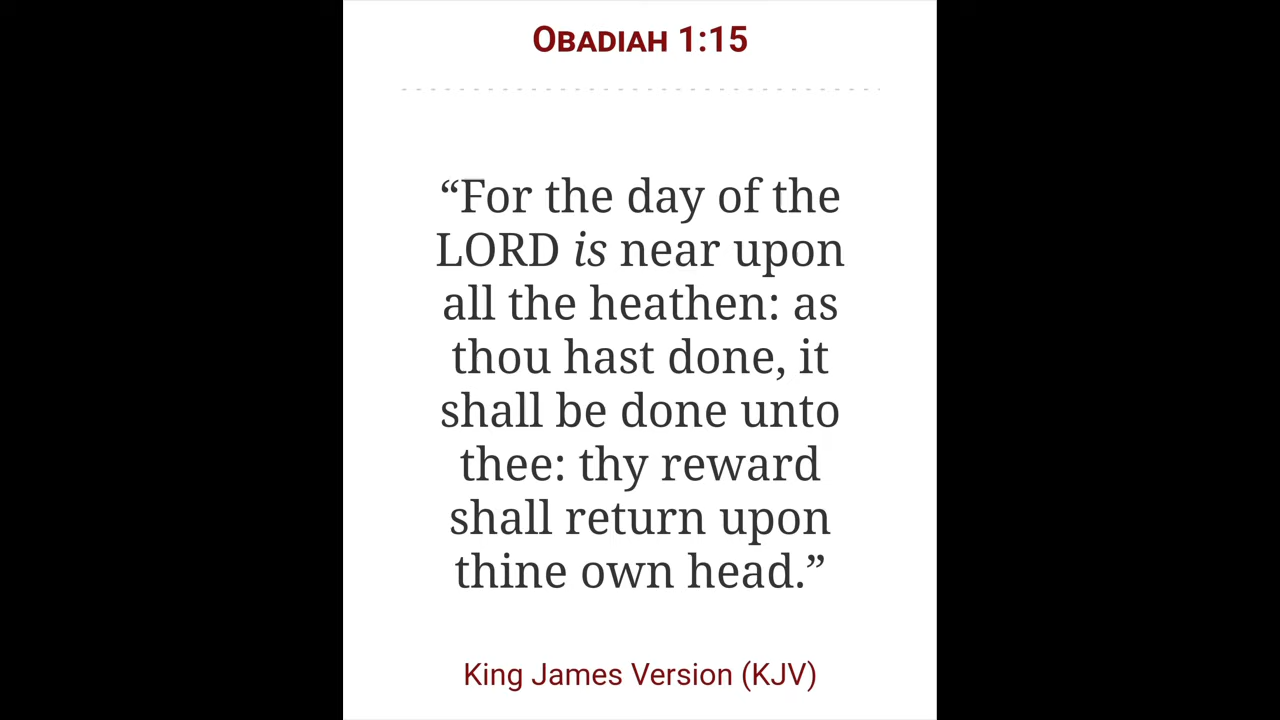 OBADIAH 1:15
“For the day of the
LORD is near upon
all the heathen: as
thou hast done, it
shall be done unto
thee: thy reward
shall return upon
thine own head.”
King James Version (KJV)